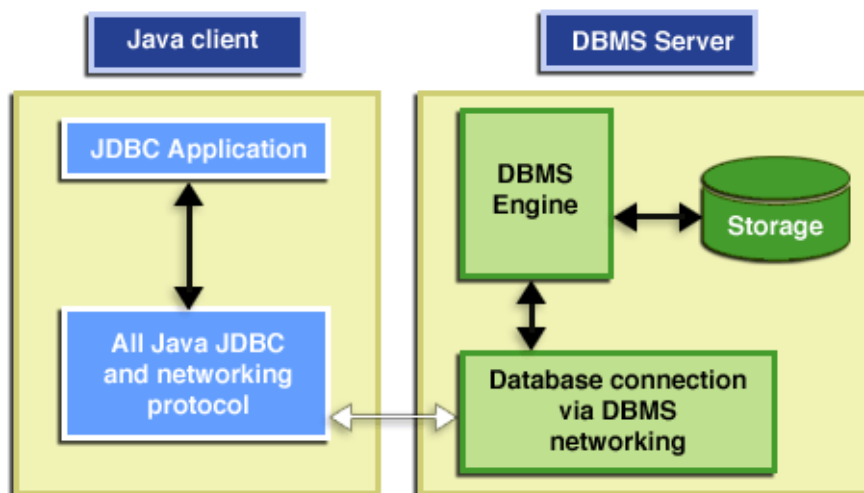 Java client
DBMS Server
JDBC Application
All Java JDBC
and networking
protocol
DBMS
Engine
Storage
Database connection
via DBMS
networking